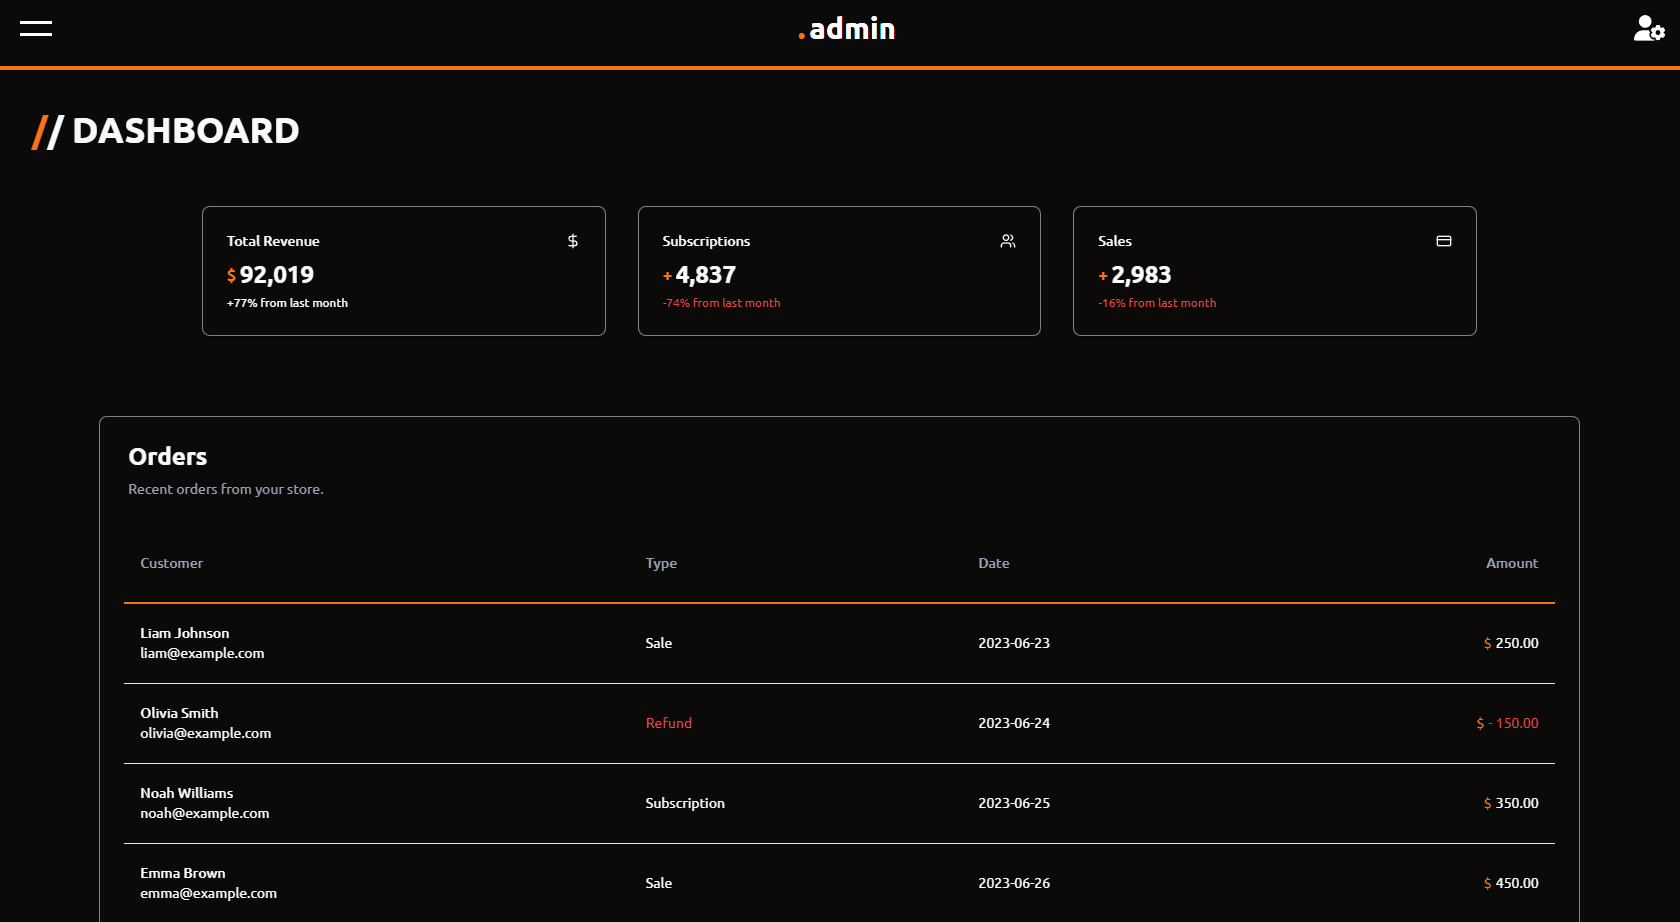 .admin
// DASHBOARD
Total Revenue
$ 92,019
+77% from last month
Subscriptions
+ 4,837
-74% from last month
Sales
+ 2,983
-16% from last month
Orders
Recent orders from your store.
Customer Type Date Amount
Liam Johnson
liam@example.com
Sale 2023-06-23 $ 250.00
Olivia Smith
olivia@example.com
Refund 2023-06-24 $ - 150.00
Noah Williams
noah@example.com
Subscription 2023-06-25 $ 350.00
Emma Brown
emma@example.com
Sale 2023-06-26 $ 450.00